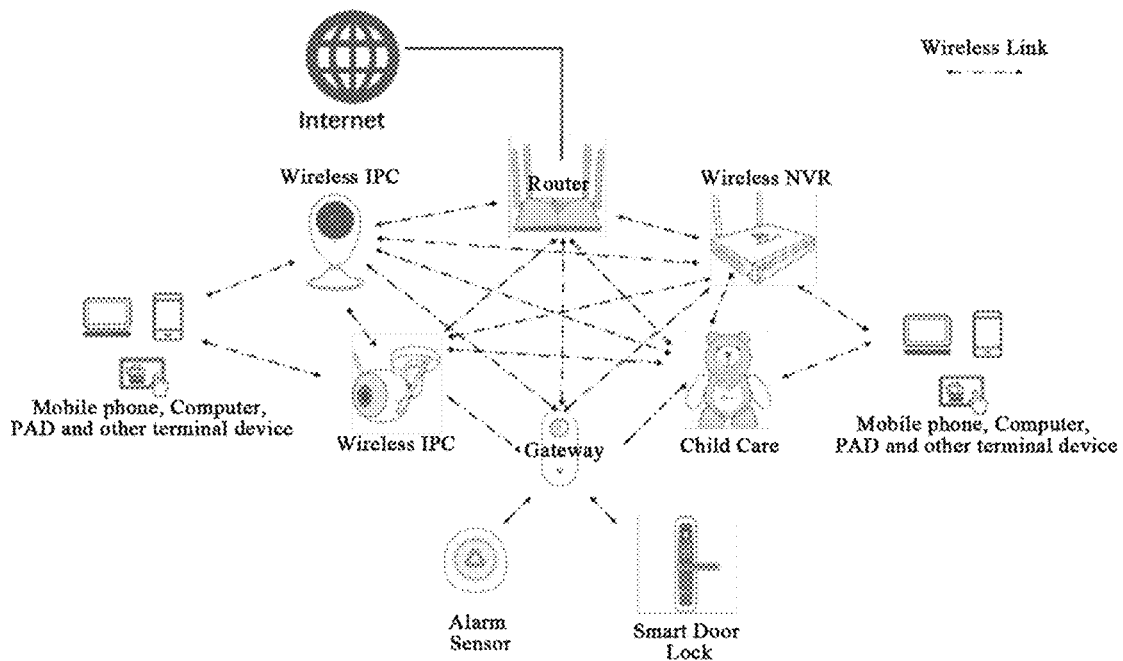 Wireless Link
Internet
Wireless IPC
Router
Wireless NVR
Mobile phone, Computer,
PAD and other terminal device
Wireless IPC
Gateway
Child Care
Mobile phone, Computer,
PAD and other terminal device
Alarm
Sensor
Smart Door
Lock